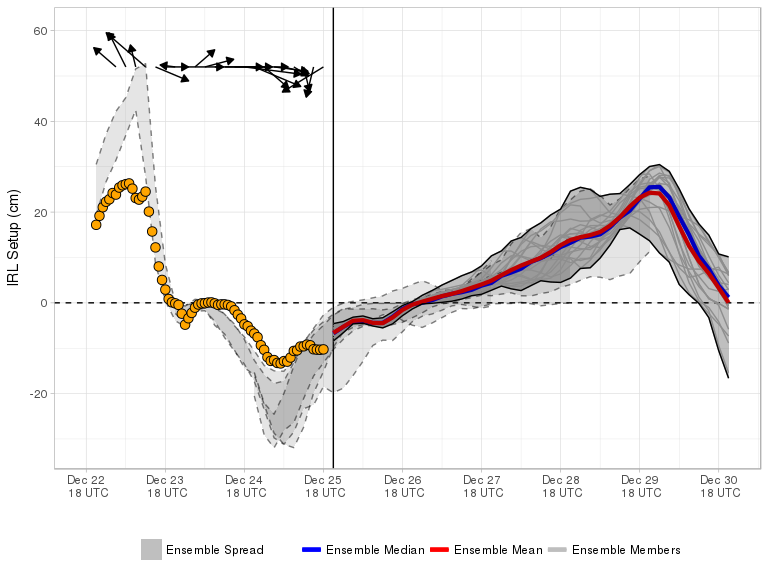 IRL Setup (cm)
60
40
20
0
-20
Dec 22 Dec 23 Dec 24 Dec 25 Dec 26 Dec 27 Dec 28 Dec 29 Dec 30
18 UTC 18 UTC 18 UTC 18 UTC 18 UTC 18 UTC 18 UTC 18 UTC 18 UTC
Ensemble Spread Ensemble Median Ensemble Mean Ensemble Members